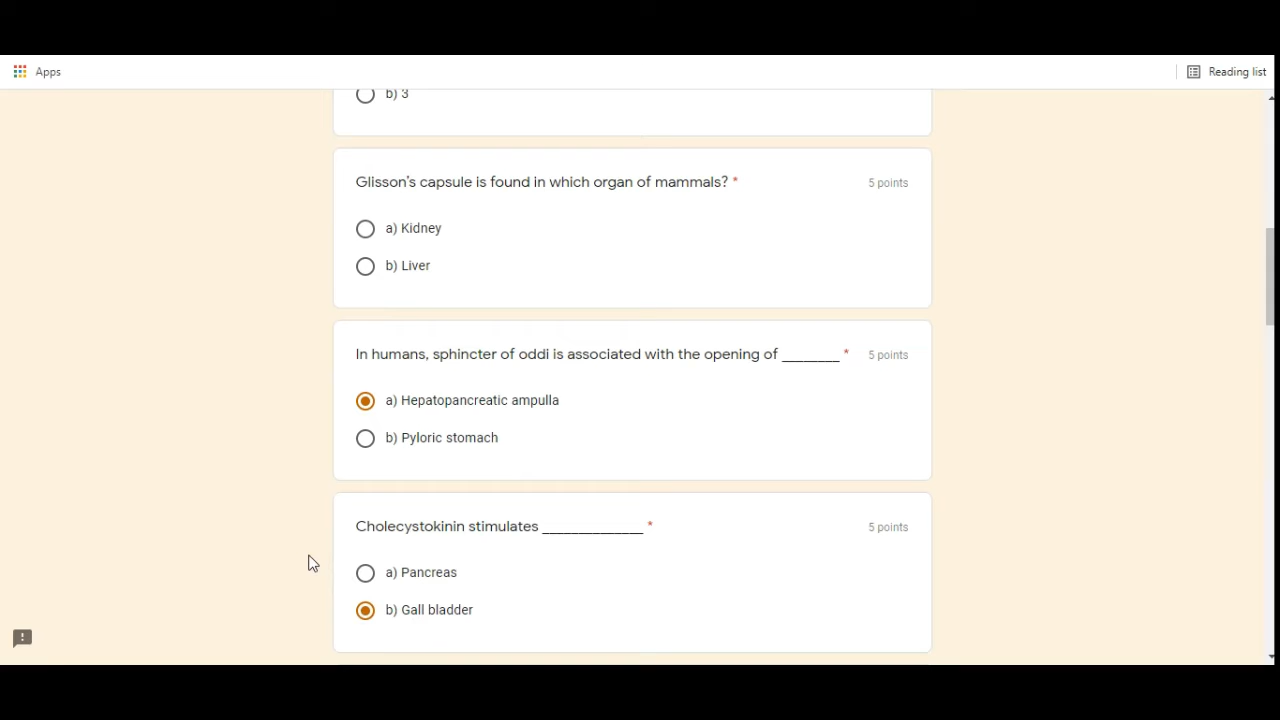 Apps
Reading list
b) 3
Glisson's capsule is found in which organ of mammals? *
5 points
a) Kidney
b) Liver
In humans, sphincter of oddi is associated with the opening of ________ *
5 points
a) Hepatopancreatic ampulla
b) Pyloric stomach
Cholecystokinin stimulates ______________ *
5 points
a) Pancreas
b) Gall bladder